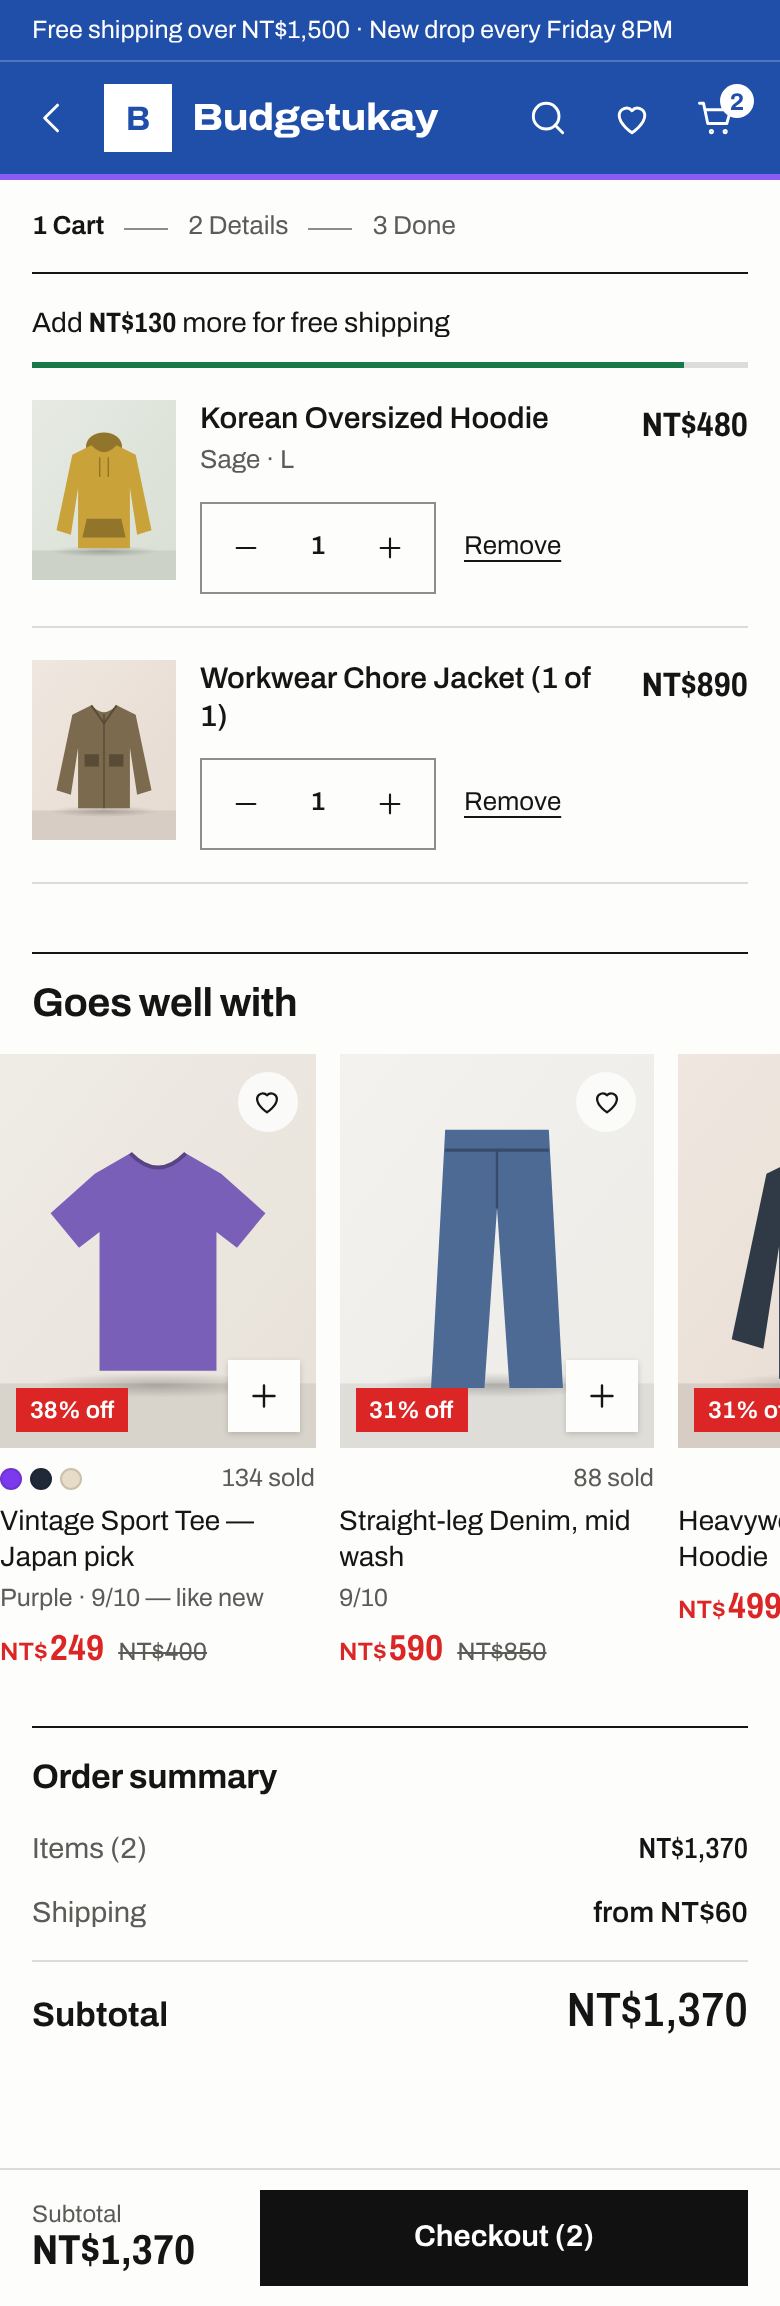 Free shipping over NT$1,500 · New drop every Friday 8PM
B Budgetukay 2
1 Cart 2 Details 3 Done
Add NT$130 more for free shipping
Korean Oversized Hoodie NT$480
Sage · L
− 1 + Remove
Workwear Chore Jacket (1 of
1) NT$890
− 1 + Remove
Goes well with
38% off + 31% off + 31% o
134 sold 88 sold
Vintage Sport Tee —
Japan pick
Purple · 9/10 — like new
NT$249 NT$400
Straight-leg Denim, mid
wash
9/10
NT$590 NT$850
Heavyw
Hoodie
NT$499
Order summary
Items (2) NT$1,370
Shipping from NT$60
Subtotal NT$1,370
Subtotal
NT$1,370
Checkout (2)